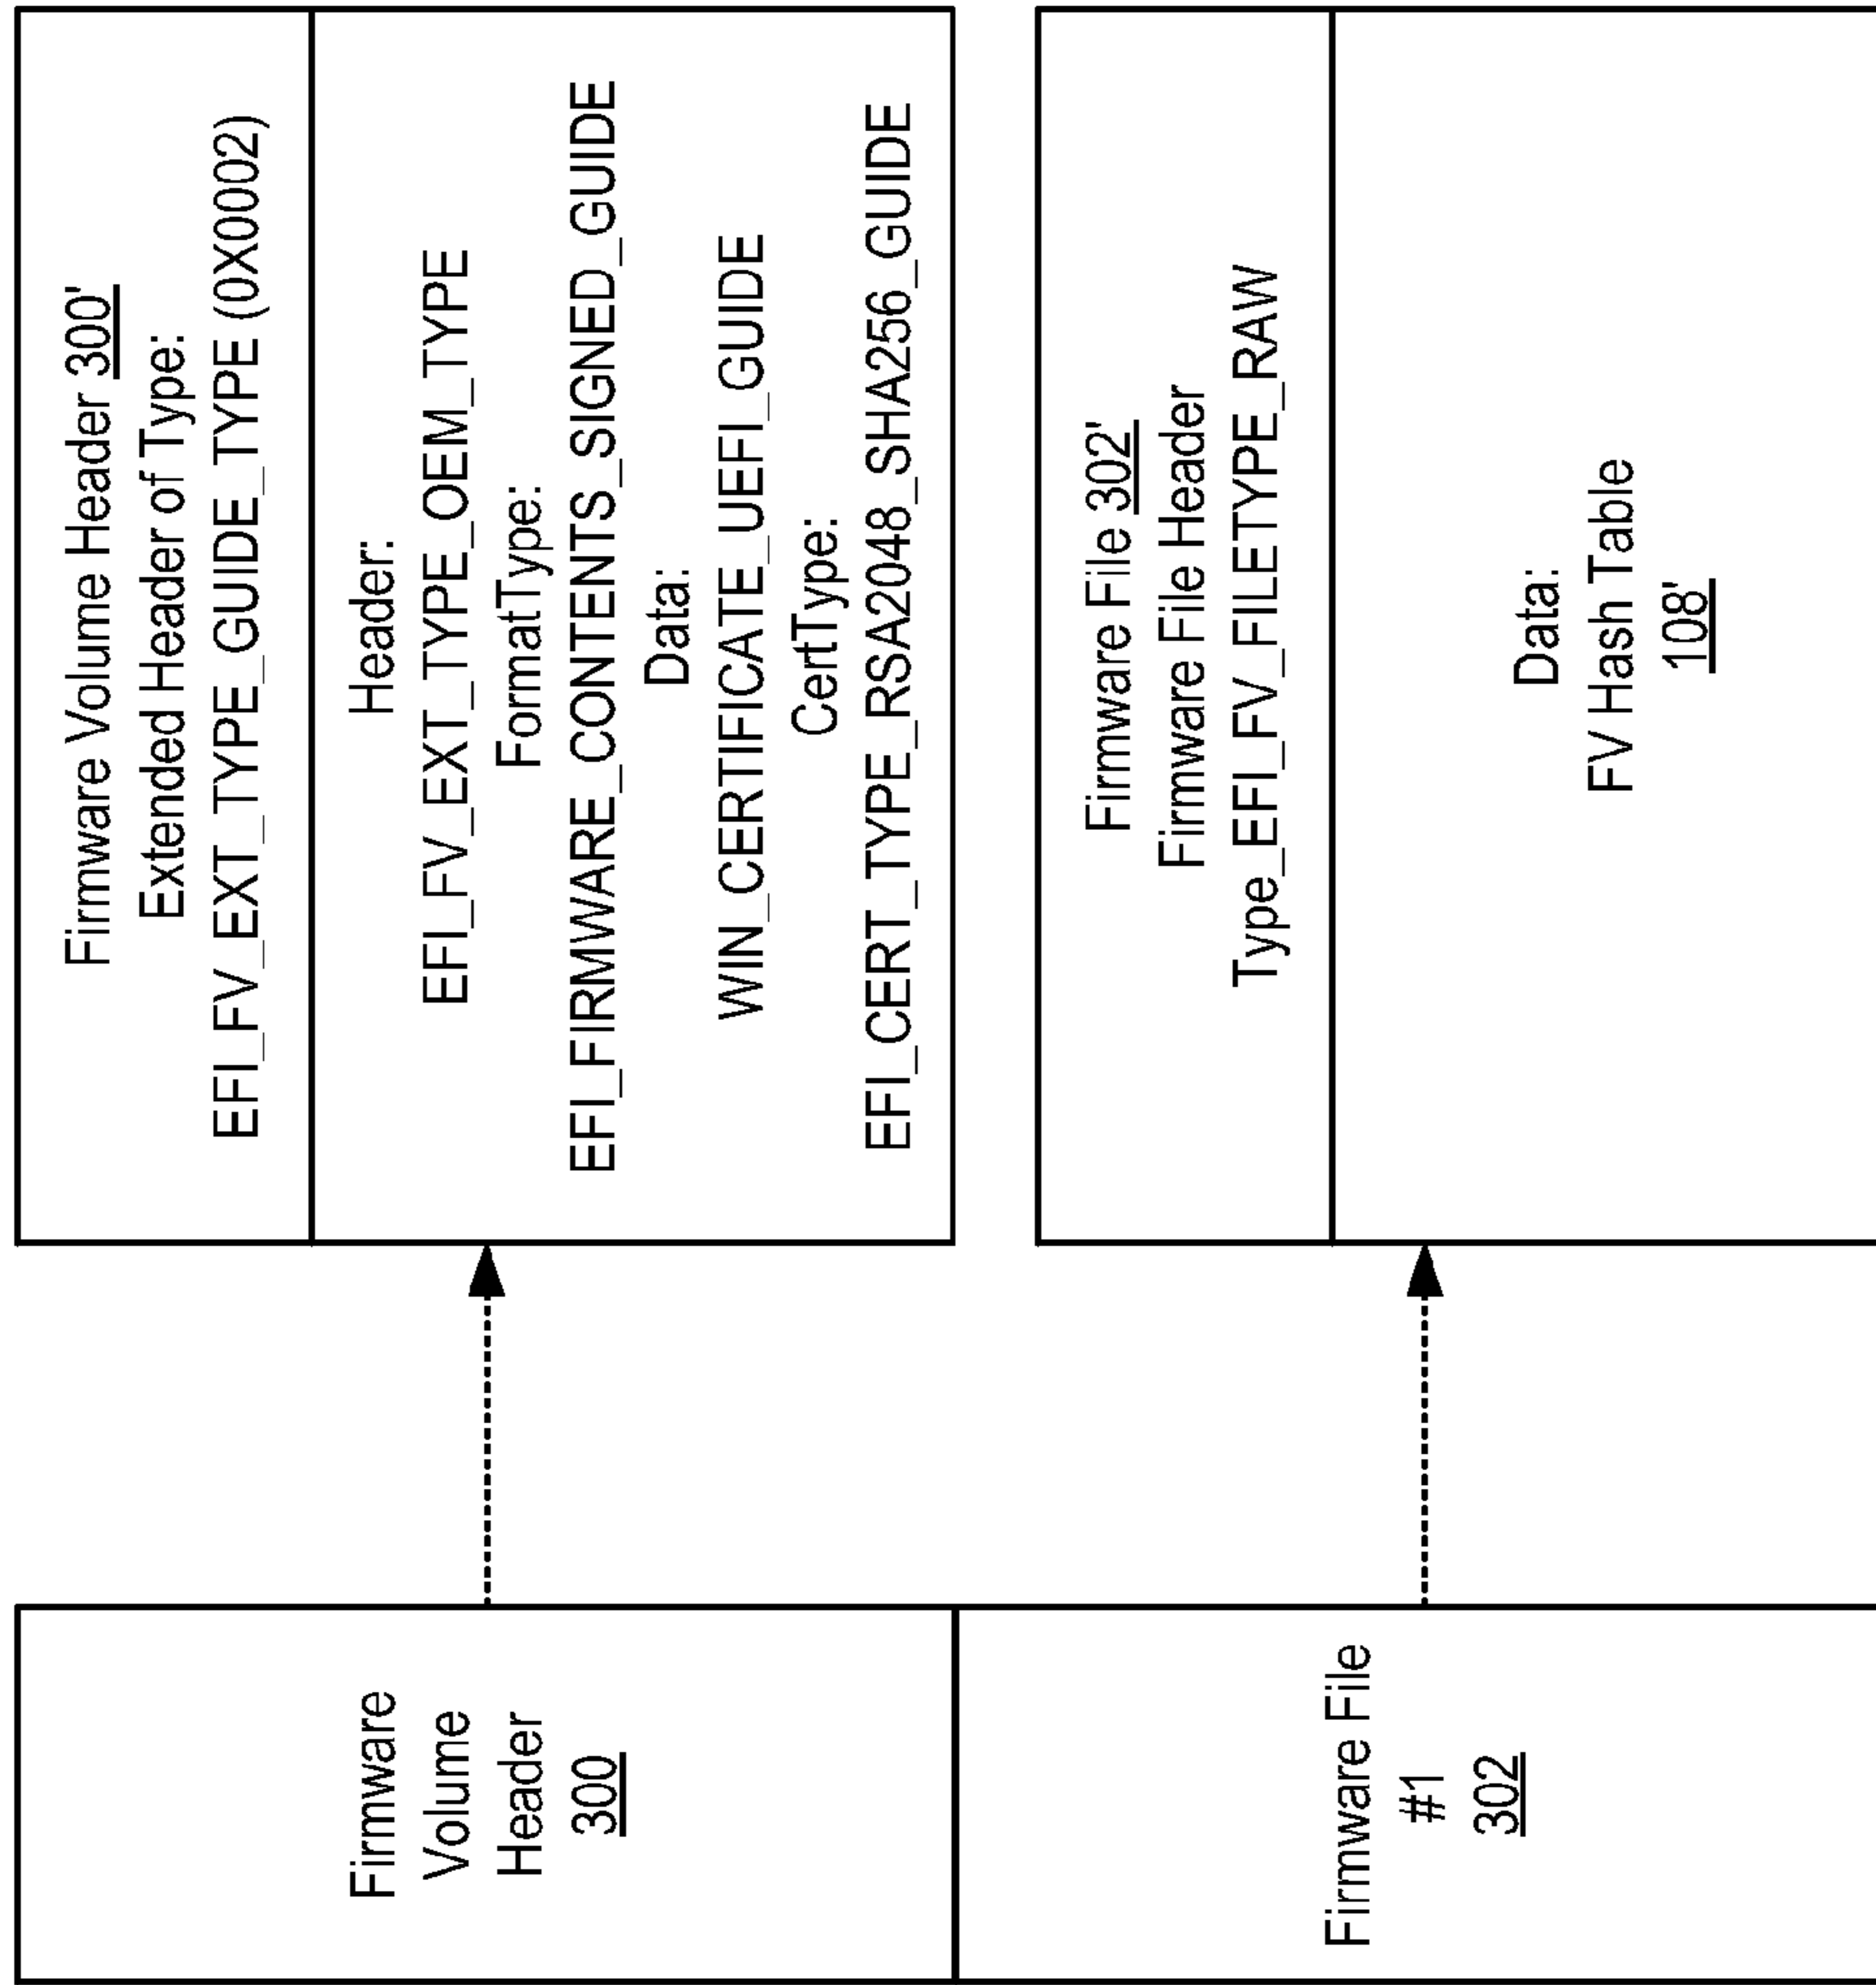 Firmware
Volume
Header
300
Firmware File
#1
302
Firmware Volume Header 300'
Extended Header of Type:
EFI_FV_EXT_TYPE_GUIDE_TYPE (0X0002)
Header:
EFI_FV_EXT_TYPE_OEM_TYPE
FormatType:
EFI_FIRMWARE_CONTENTS_SIGNED_GUIDE
Data:
WIN_CERTIFICATE_UEFI_GUIDE
CertType:
EFI_CERT_TYPE_RSA2048_SHA256_GUIDE
Firmware File 302'
Firmware File Header
Type_EFI_FV_FILETYPE_RAW
Data:
FV Hash Table
108'